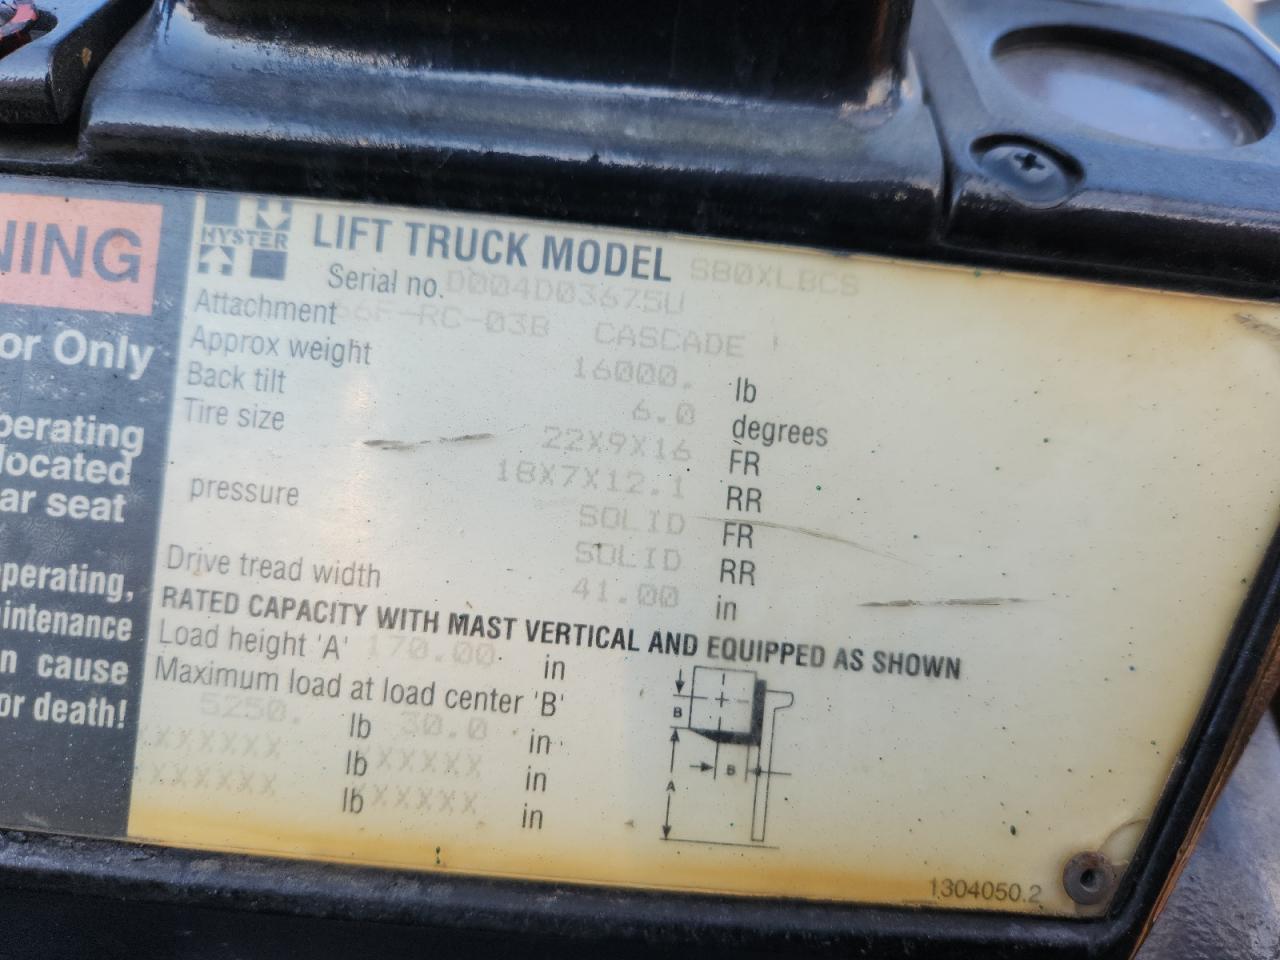 NING
or Only
perating
located
ar seat
perating,
aintenance
n cause
or death!
HYSTER
LIFT TRUCK MODEL S80XLBCS
Serial no. D004D03675U
Attachment 66F-RC-03B CASCADE
Approx weight 16000. lb
Back tilt 6.0 degrees
Tire size 22X9X16 FR
18X7X12.1 RR
pressure SOLID FR
SOLID RR
Drive tread width 41.00 in
RATED CAPACITY WITH MAST VERTICAL AND EQUIPPED AS SHOWN
Load height 'A' 170.00 in
Maximum load at load center 'B'
5250. lb 30.0 in
XXXXXX lb XXXXX in
XXXXXX lb XXXXX in
B
B
A
1304050.2